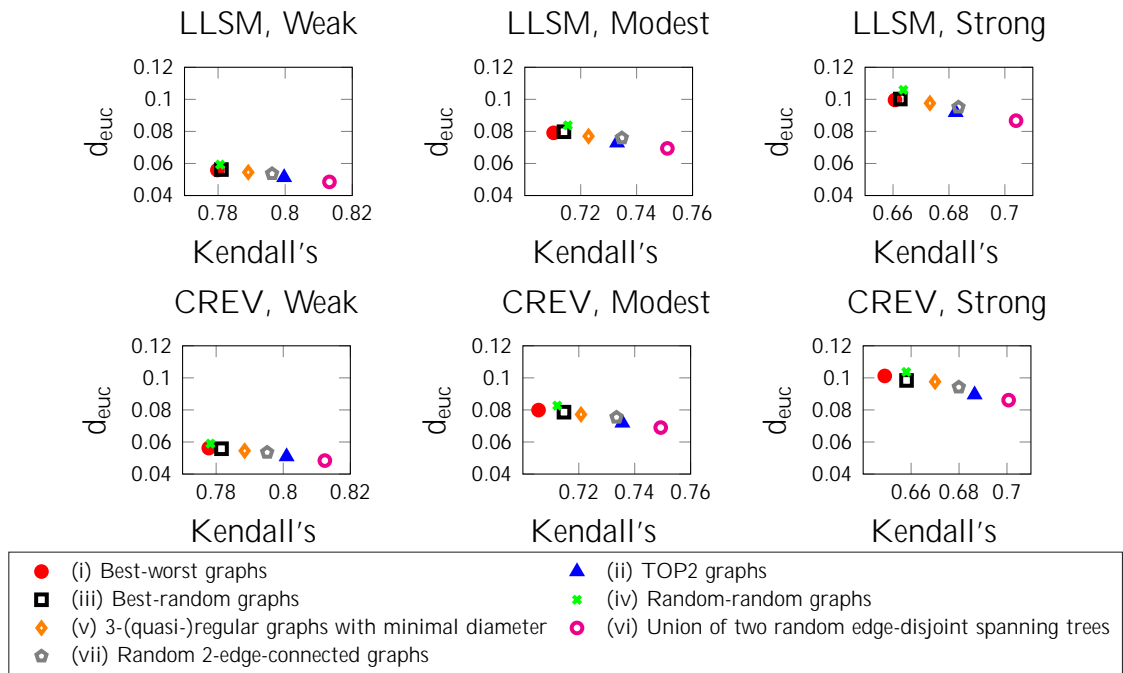 LLSM, Weak
LLSM, Modest
LLSM, Strong
0.12
0.1
0.08
0.06
0.04
d_euc
0.78 0.8 0.82
Kendall's
0.12
0.1
0.08
0.06
0.04
d_euc
0.72 0.74 0.76
Kendall's
0.12
0.1
0.08
0.06
0.04
d_euc
0.66 0.68 0.7
Kendall's
CREV, Weak
CREV, Modest
CREV, Strong
0.12
0.1
0.08
0.06
0.04
d_euc
0.78 0.8 0.82
Kendall's
0.12
0.1
0.08
0.06
0.04
d_euc
0.72 0.74 0.76
Kendall's
0.12
0.1
0.08
0.06
0.04
d_euc
0.66 0.68 0.7
Kendall's
(i) Best-worst graphs
(ii) TOP2 graphs
(iii) Best-random graphs
(iv) Random-random graphs
(v) 3-(quasi-)regular graphs with minimal diameter
(vi) Union of two random edge-disjoint spanning trees
(vii) Random 2-edge-connected graphs